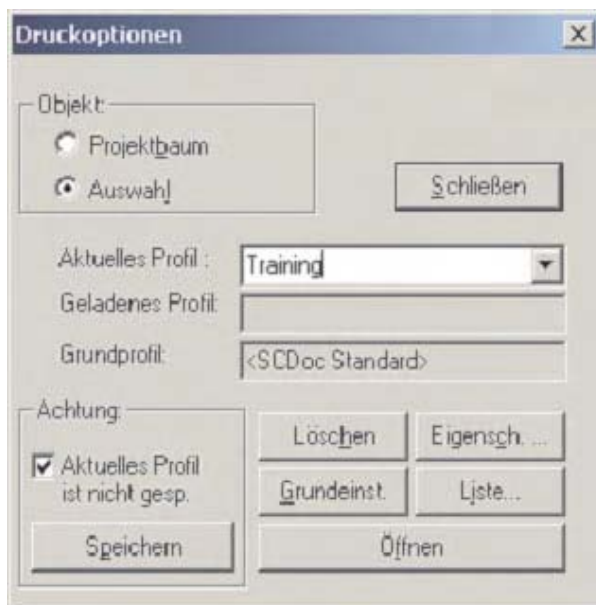 Druckoptionen
Objekt:
Projektbaum
Auswahl
Schließen
Aktuelles Profil :
Training
Geladenes Profil:
Grundprofil:
<SCDoc Standard>
Achtung:
Aktuelles Profil
ist nicht gesp.
Löschen
Eigensch. ...
Grundeinst.
Liste...
Speichern
Öffnen